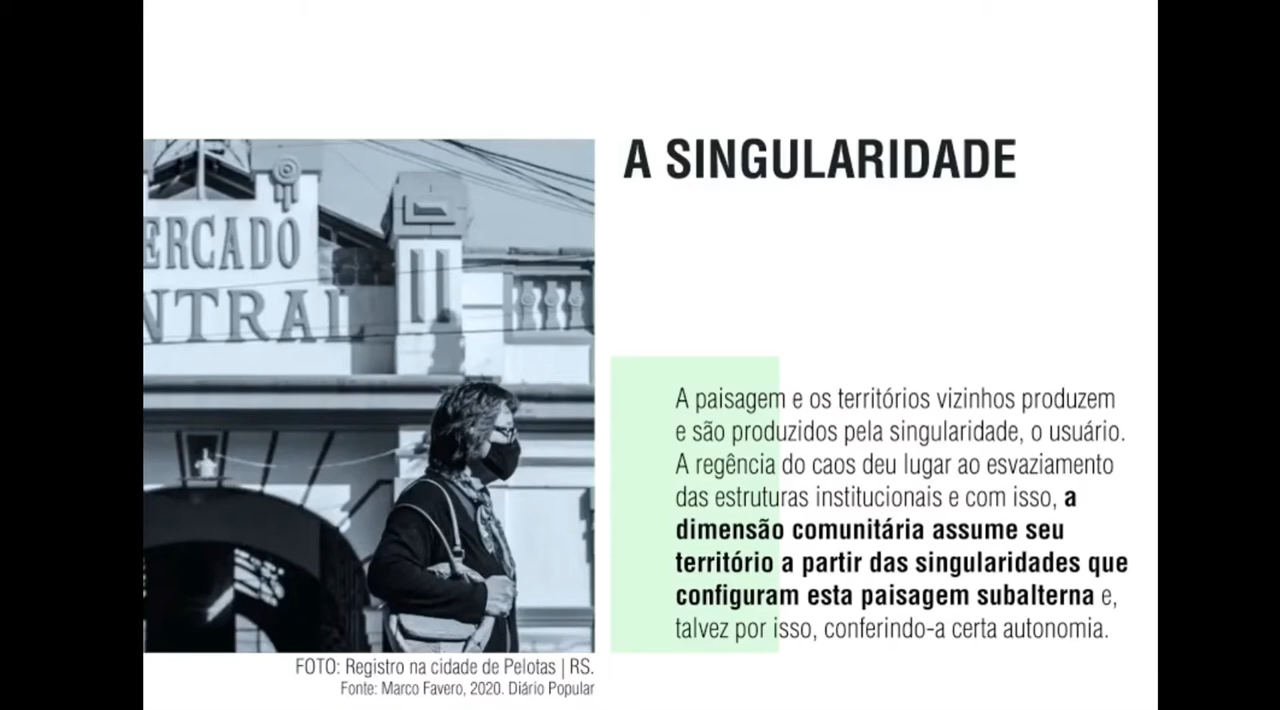 A SINGULARIDADE
ERCADO
NTRAL
A paisagem e os territórios vizinhos produzem
e são produzidos pela singularidade, o usuário.
A regência do caos deu lugar ao esvaziamento
das estruturas institucionais e com isso, a
dimensão comunitária assume seu
território a partir das singularidades que
configuram esta paisagem subalterna e,
talvez por isso, conferindo-a certa autonomia.
FOTO: Registro na cidade de Pelotas | RS.
Fonte: Marco Favero, 2020. Diário Popular